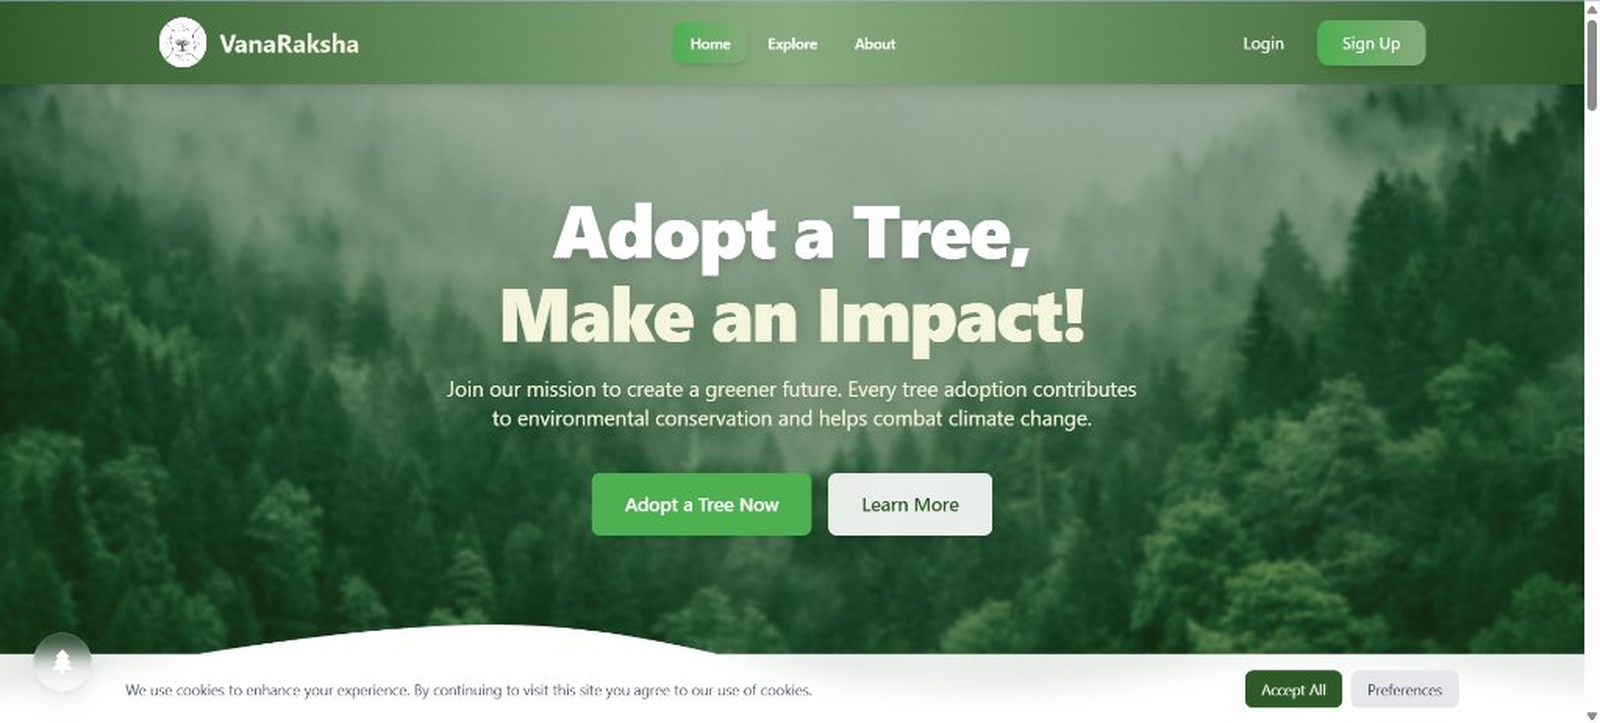 VanaRaksha
Home
Explore
About
Login
Sign Up
Adopt a Tree,
Make an Impact!
Join our mission to create a greener future. Every tree adoption contributes
to environmental conservation and helps combat climate change.
Adopt a Tree Now
Learn More
We use cookies to enhance your experience. By continuing to visit this site you agree to our use of cookies.
Accept All
Preferences